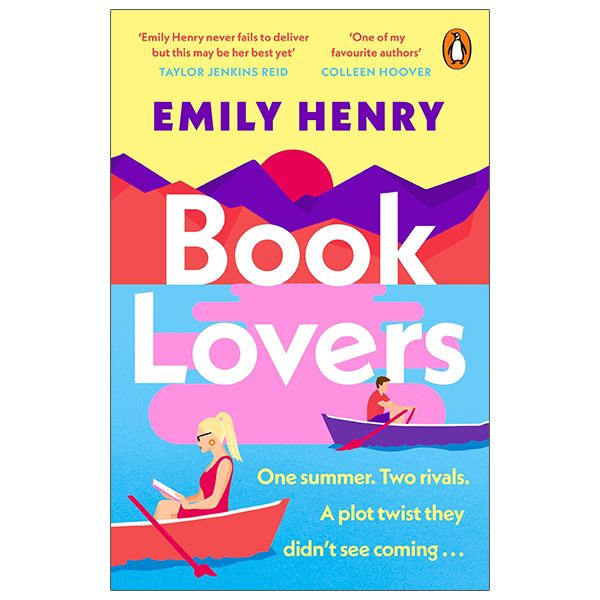 'Emily Henry never fails to deliver
but this may be her best yet'
TAYLOR JENKINS REID
'One of my
favourite authors'
COLLEEN HOOVER
EMILY HENRY
Book
Lovers
One summer. Two rivals.
A plot twist they
didn't see coming...